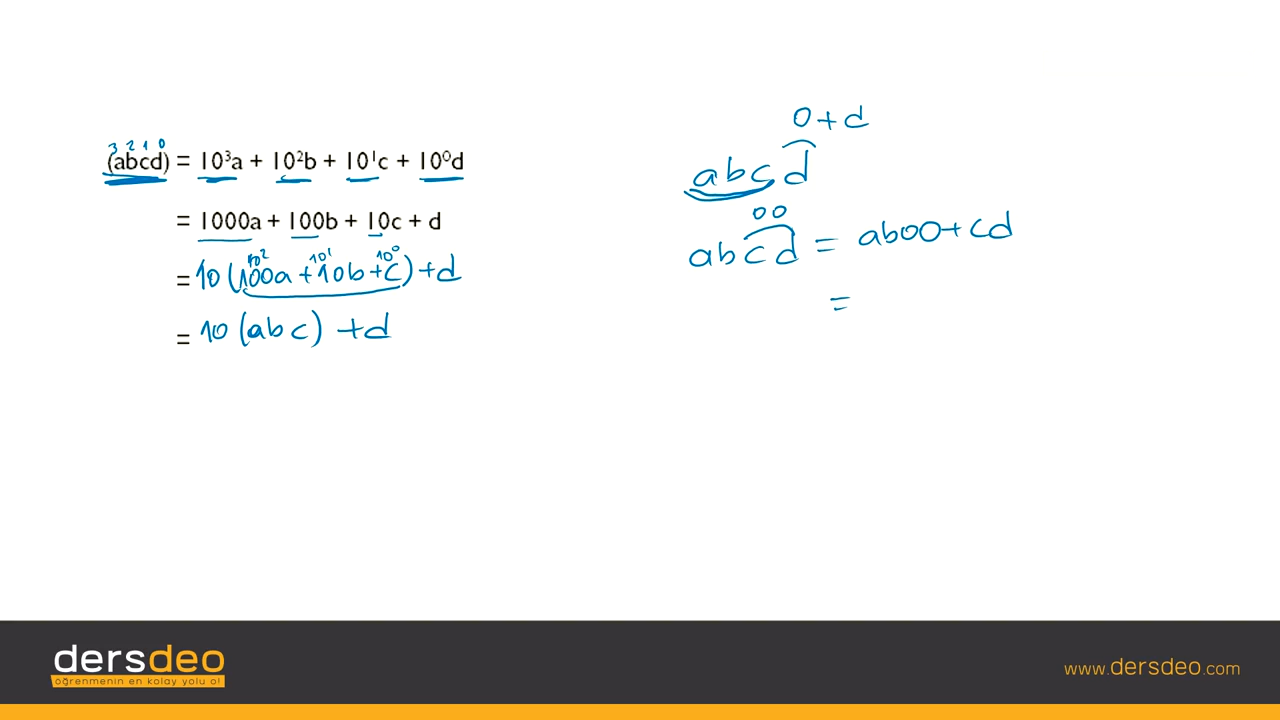 3 2 1 0
(abcd) = 10³a + 10²b + 10¹c + 10⁰d
= 1000a + 100b + 10c + d
10² 10¹ 10⁰
= 10(100a + 10b + c) + d
= 10(abc) + d
0 + d
abcd
00
abcd = ab00 + cd
=
dersdeo
öğrenmenin en kolay yolu o!
www.dersdeo.com